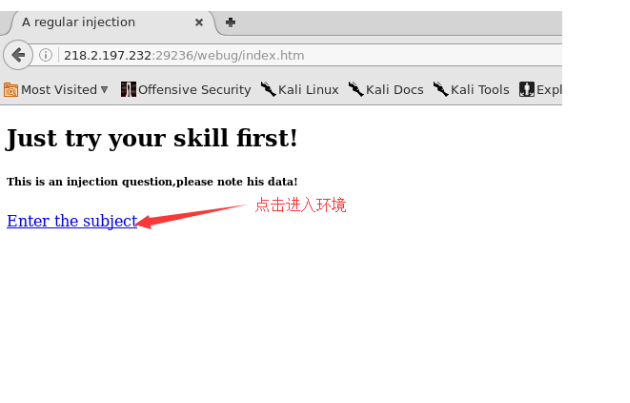 A regular injection
218.2.197.232:29236/webug/index.htm
Most Visited Offensive Security Kali Linux Kali Docs Kali Tools Expl
Just try your skill first!
This is an injection question,please note his data!
点击进入环境
Enter the subject